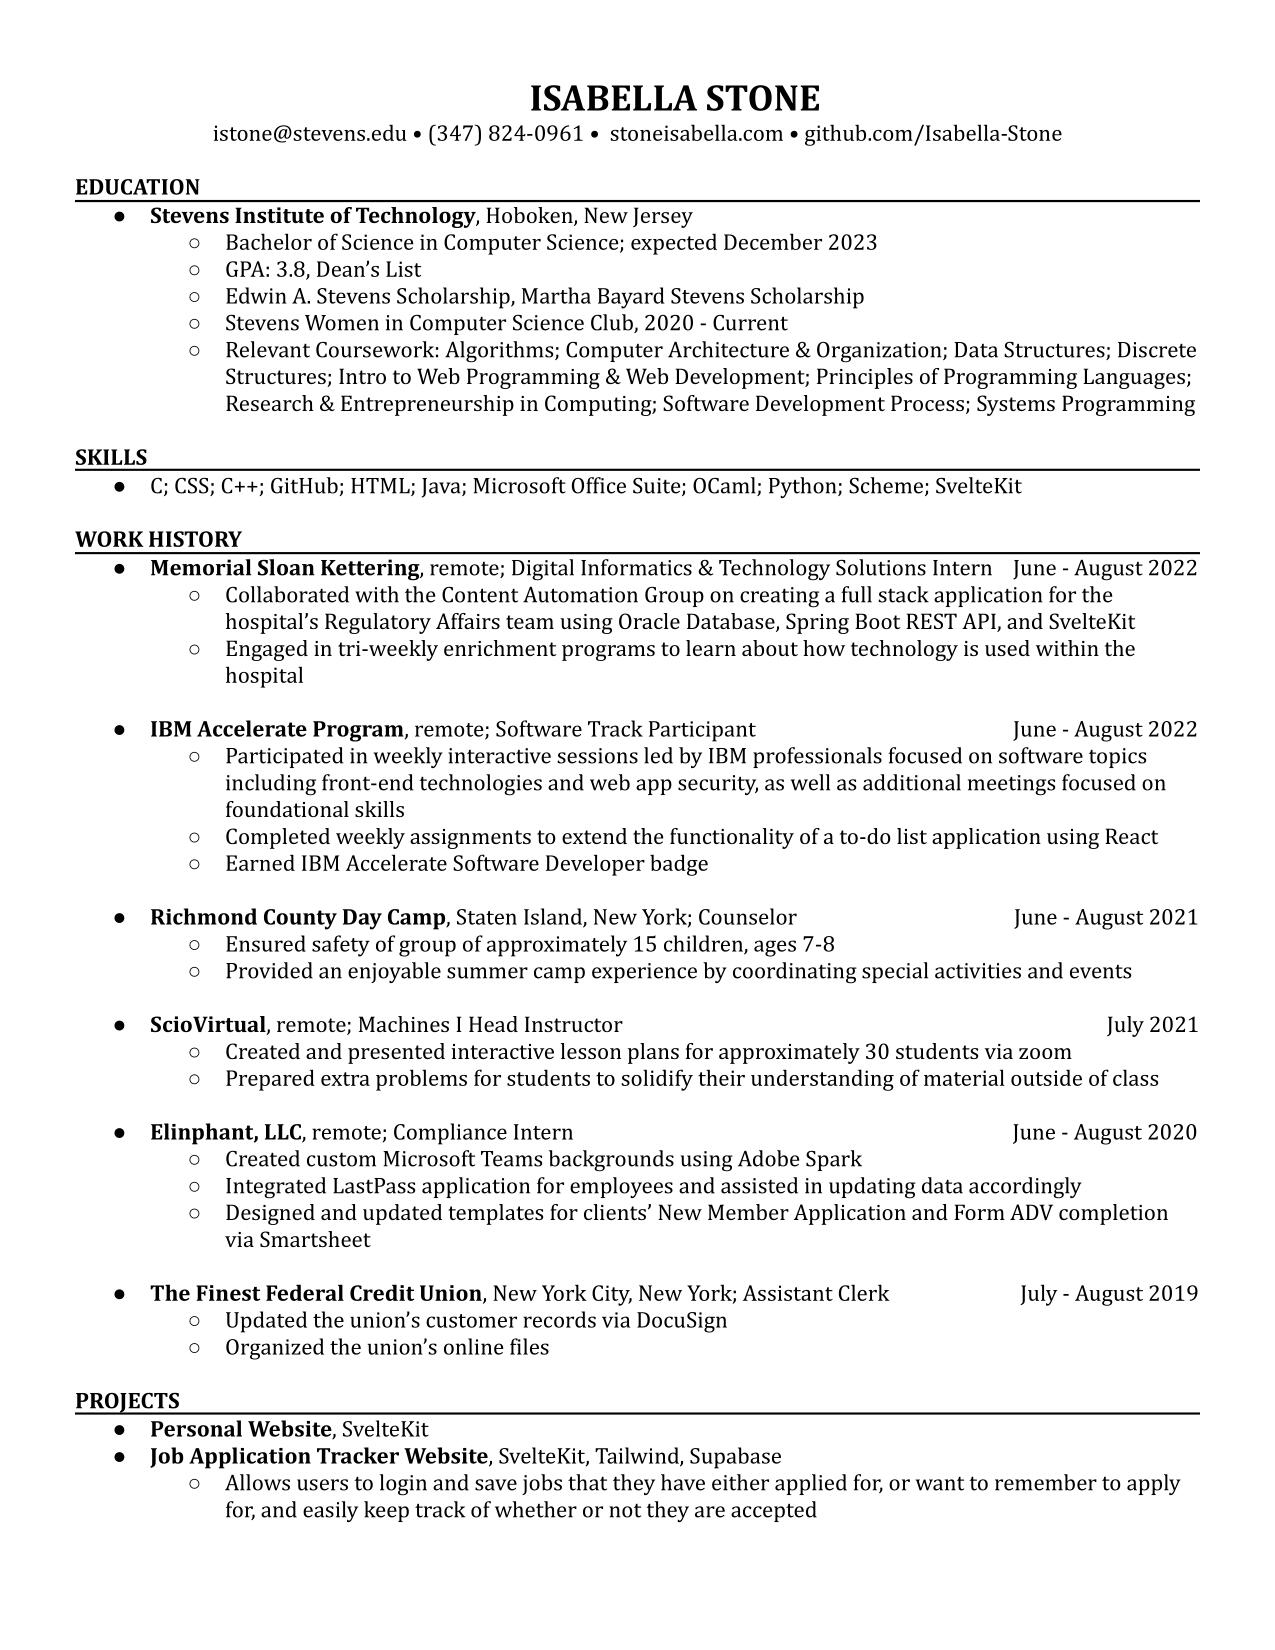 ISABELLA STONE
istone@stevens.edu • (347) 824-0961 • stoneisabella.com • github.com/Isabella-Stone
EDUCATION
● Stevens Institute of Technology, Hoboken, New Jersey
○ Bachelor of Science in Computer Science; expected December 2023
○ GPA: 3.8, Dean’s List
○ Edwin A. Stevens Scholarship, Martha Bayard Stevens Scholarship
○ Stevens Women in Computer Science Club, 2020 - Current
○ Relevant Coursework: Algorithms; Computer Architecture & Organization; Data Structures; Discrete
Structures; Intro to Web Programming & Web Development; Principles of Programming Languages;
Research & Entrepreneurship in Computing; Software Development Process; Systems Programming
SKILLS
● C; CSS; C++; GitHub; HTML; Java; Microsoft Office Suite; OCaml; Python; Scheme; SvelteKit
WORK HISTORY
● Memorial Sloan Kettering, remote; Digital Informatics & Technology Solutions Intern June - August 2022
○ Collaborated with the Content Automation Group on creating a full stack application for the
hospital’s Regulatory Affairs team using Oracle Database, Spring Boot REST API, and SvelteKit
○ Engaged in tri-weekly enrichment programs to learn about how technology is used within the
hospital
● IBM Accelerate Program, remote; Software Track Participant June - August 2022
○ Participated in weekly interactive sessions led by IBM professionals focused on software topics
including front-end technologies and web app security, as well as additional meetings focused on
foundational skills
○ Completed weekly assignments to extend the functionality of a to-do list application using React
○ Earned IBM Accelerate Software Developer badge
● Richmond County Day Camp, Staten Island, New York; Counselor June - August 2021
○ Ensured safety of group of approximately 15 children, ages 7-8
○ Provided an enjoyable summer camp experience by coordinating special activities and events
● ScioVirtual, remote; Machines I Head Instructor July 2021
○ Created and presented interactive lesson plans for approximately 30 students via zoom
○ Prepared extra problems for students to solidify their understanding of material outside of class
● Elinphant, LLC, remote; Compliance Intern June - August 2020
○ Created custom Microsoft Teams backgrounds using Adobe Spark
○ Integrated LastPass application for employees and assisted in updating data accordingly
○ Designed and updated templates for clients’ New Member Application and Form ADV completion
via Smartsheet
● The Finest Federal Credit Union, New York City, New York; Assistant Clerk July - August 2019
○ Updated the union’s customer records via DocuSign
○ Organized the union’s online files
PROJECTS
● Personal Website, SvelteKit
● Job Application Tracker Website, SvelteKit, Tailwind, Supabase
○ Allows users to login and save jobs that they have either applied for, or want to remember to apply
for, and easily keep track of whether or not they are accepted